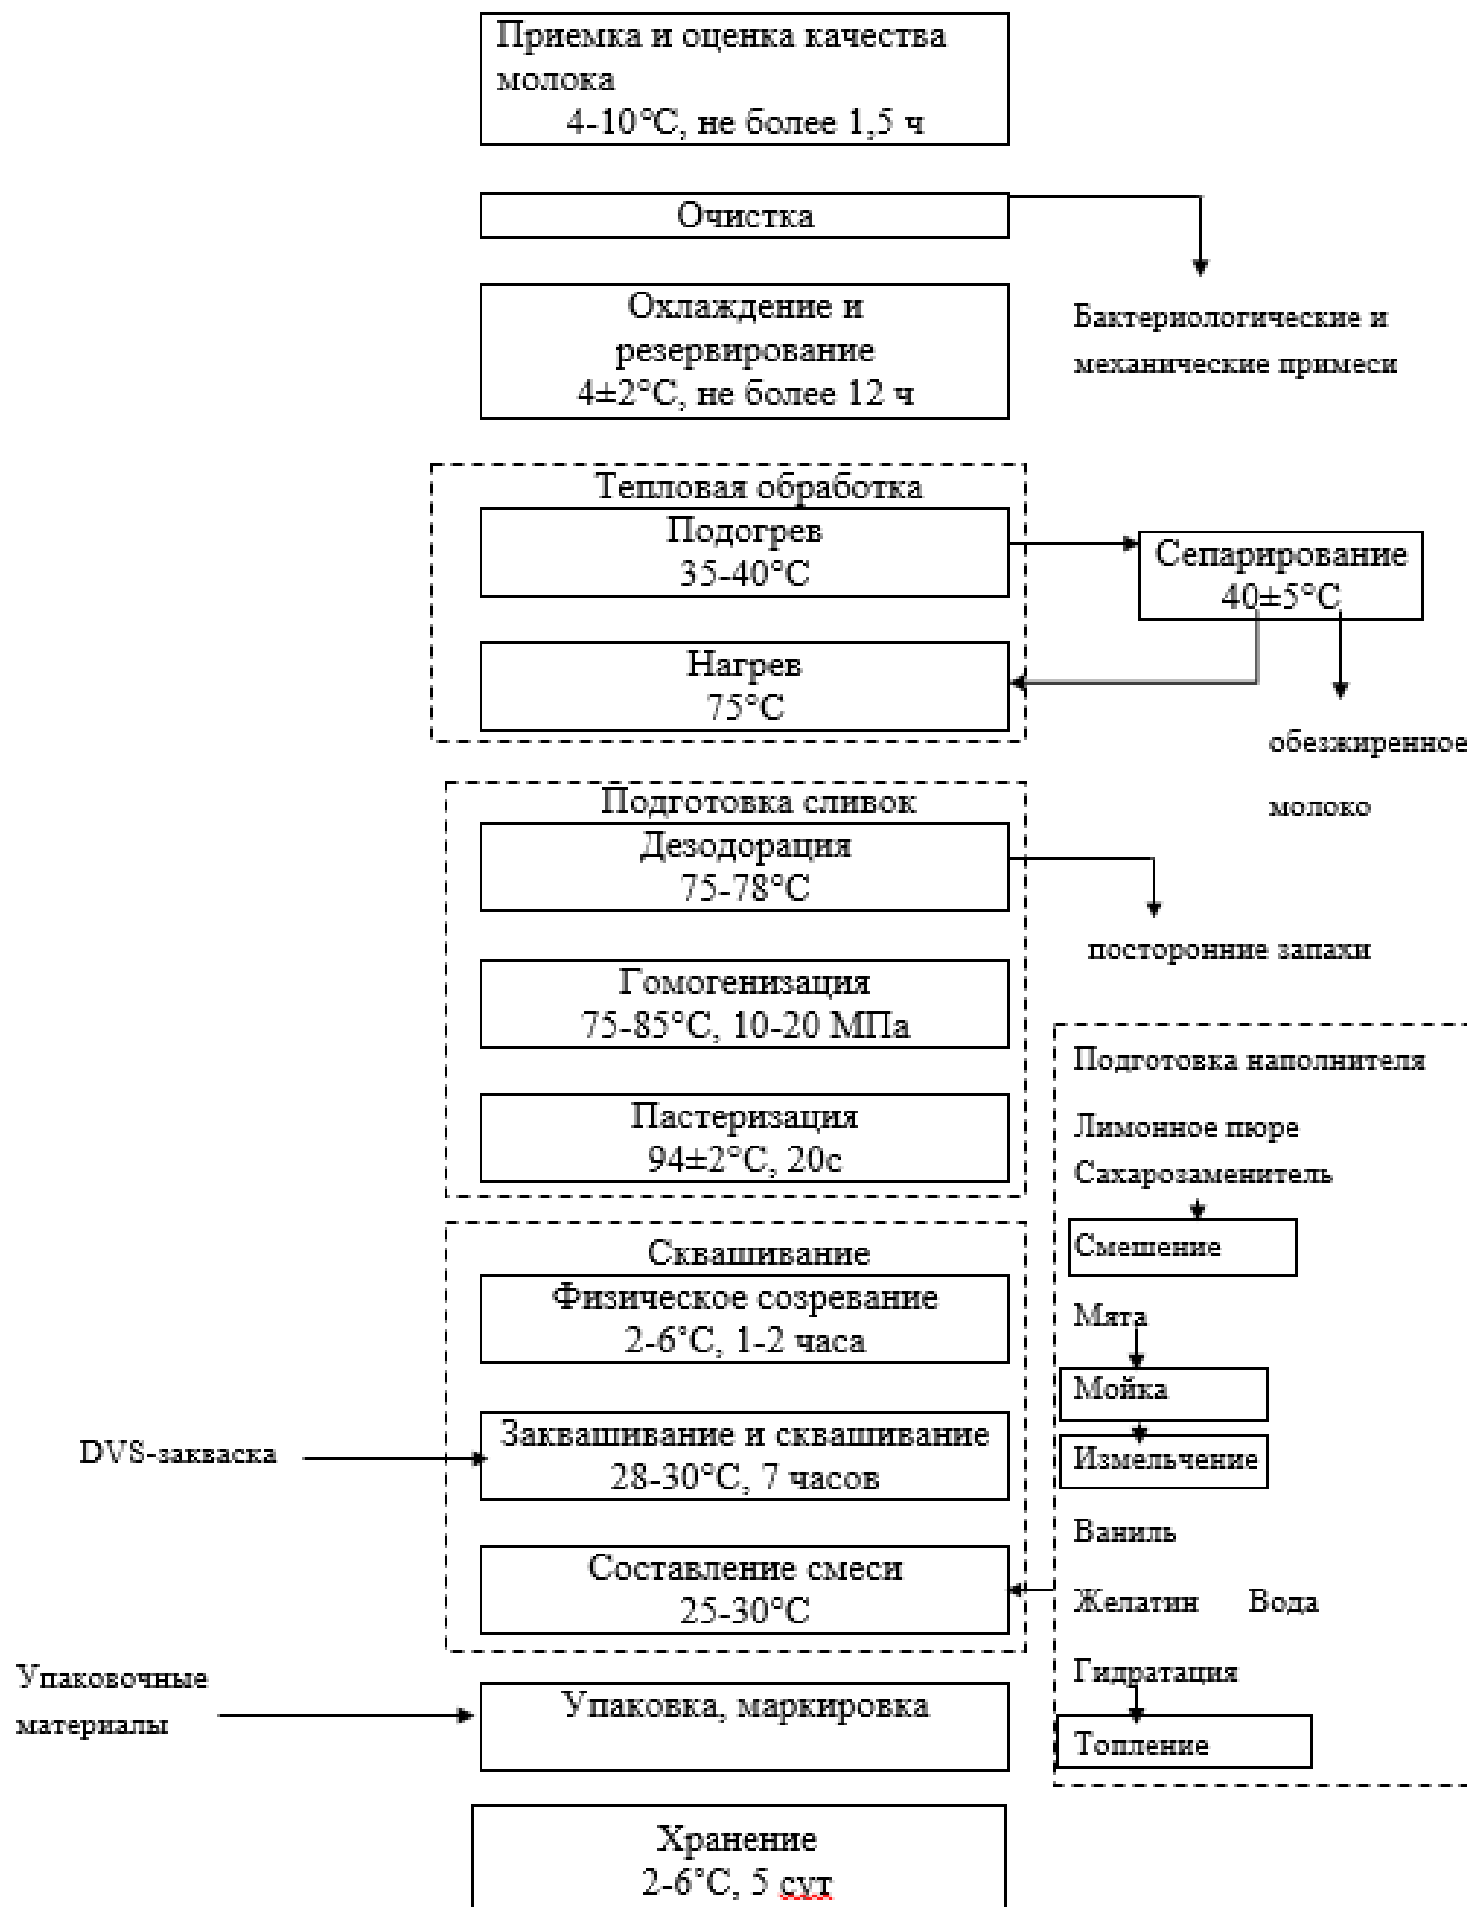 Приемка и оценка качества
молока
4-10°С, не более 1,5 ч
Очистка
Охлаждение и
резервирование
4±2°С, не более 12 ч
Бактериологические и
механические примеси
Тепловая обработка
Подогрев
35-40°С
Сепарирование
40±5°С
Нагрев
75°С
обезжиренное
молоко
Подготовка сливок
Дезодорация
75-78°С
посторонние запахи
Гомогенизация
75-85°С, 10-20 МПа
Пастеризация
94±2°С, 20с
Подготовка наполнителя
Лимонное пюре
Сахарозаменитель
Смешение
Мята
Мойка
Измельчение
Ваниль
Желатин Вода
Гидратация
Топление
Сквашивание
Физическое созревание
2-6˚С, 1-2 часа
DVS-закваска
Заквашивание и сквашивание
28-30°С, 7 часов
Составление смеси
25-30°С
Упаковочные
материалы
Упаковка, маркировка
Хранение
2-6˚С, 5 сут